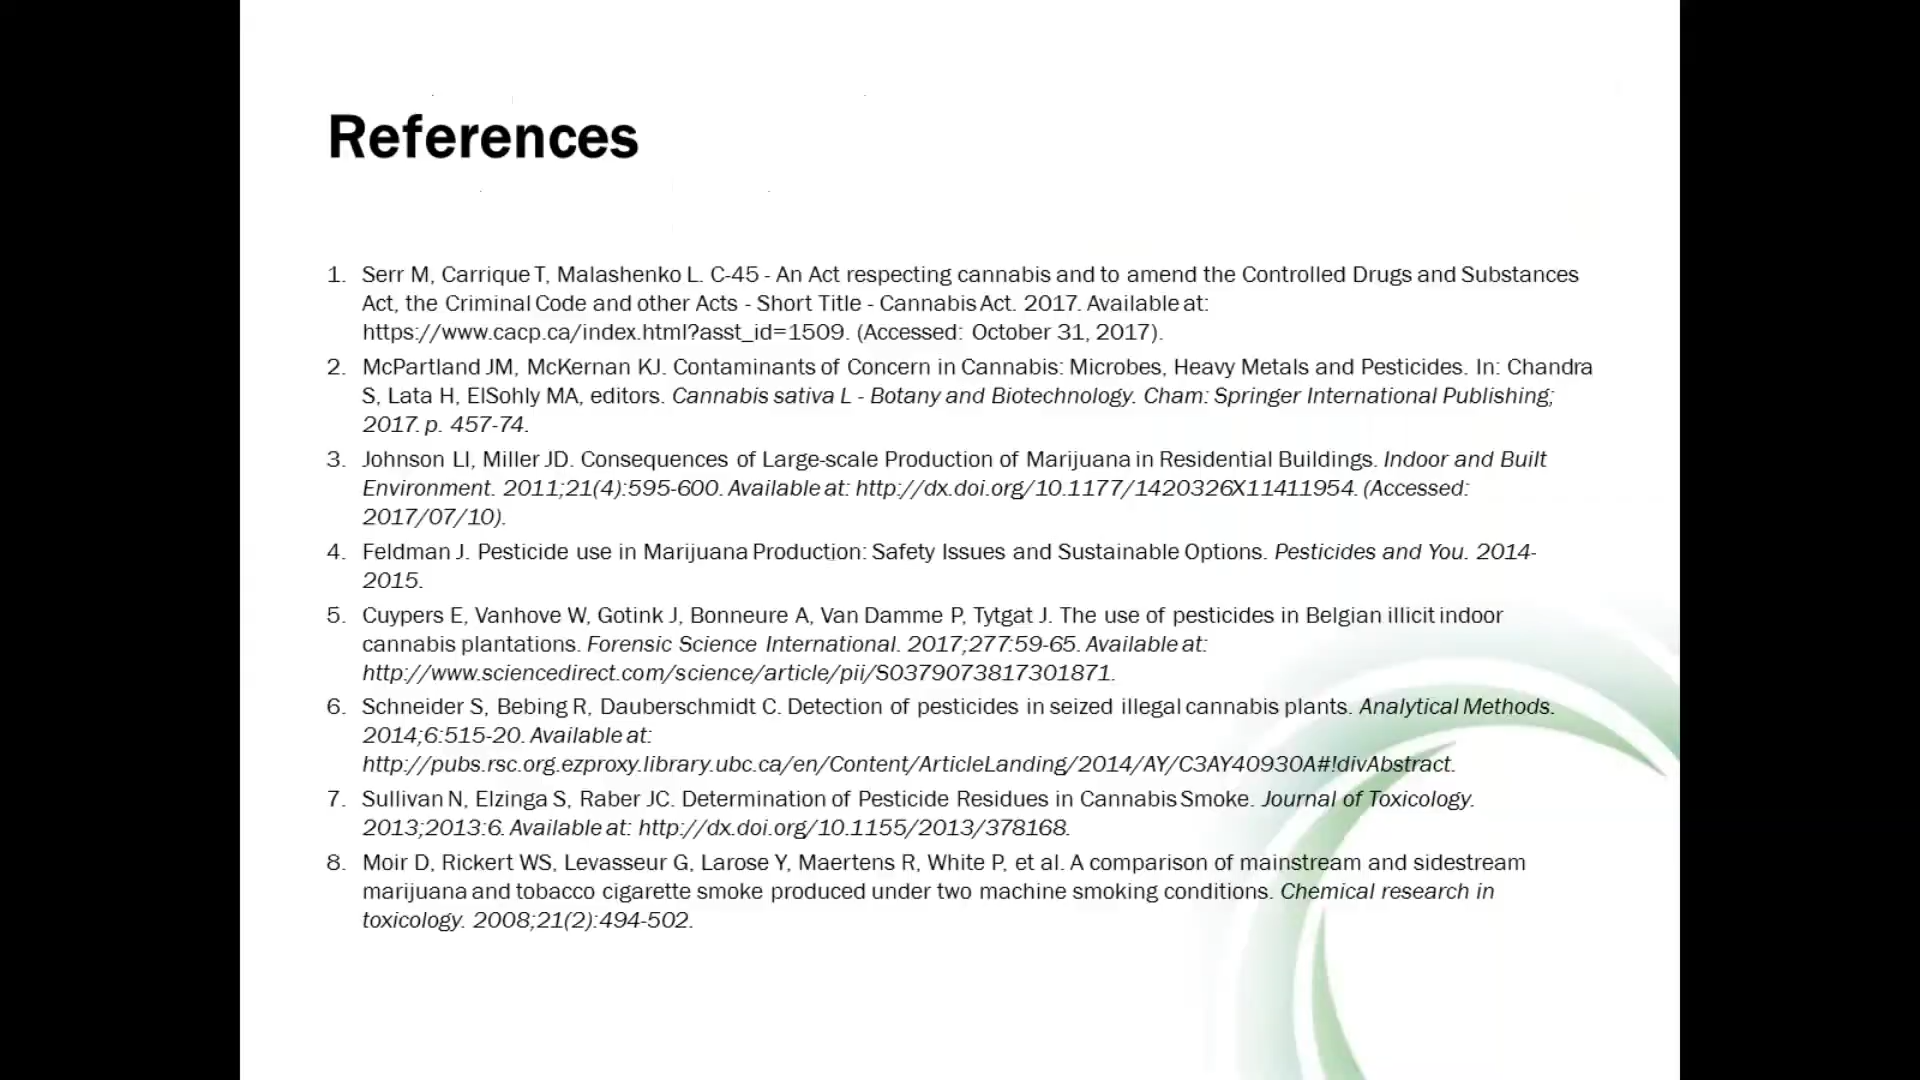 References
1. Serr M, Carrique T, Malashenko L. C-45 - An Act respecting cannabis and to amend the Controlled Drugs and Substances
Act, the Criminal Code and other Acts - Short Title - Cannabis Act. 2017. Available at:
https://www.cacp.ca/index.html?asst_id=1509. (Accessed: October 31, 2017).
2. McPartland JM, McKernan KJ. Contaminants of Concern in Cannabis: Microbes, Heavy Metals and Pesticides. In: Chandra
S, Lata H, ElSohly MA, editors. Cannabis sativa L - Botany and Biotechnology. Cham: Springer International Publishing;
2017. p. 457-74.
3. Johnson LI, Miller JD. Consequences of Large-scale Production of Marijuana in Residential Buildings. Indoor and Built
Environment. 2011;21(4):595-600. Available at: http://dx.doi.org/10.1177/1420326X11411954. (Accessed:
2017/07/10).
4. Feldman J. Pesticide use in Marijuana Production: Safety Issues and Sustainable Options. Pesticides and You. 2014-
2015.
5. Cuypers E, Vanhove W, Gotink J, Bonneure A, Van Damme P, Tytgat J. The use of pesticides in Belgian illicit indoor
cannabis plantations. Forensic Science International. 2017;277:59-65. Available at:
http://www.sciencedirect.com/science/article/pii/S0379073817301871.
6. Schneider S, Bebing R, Dauberschmidt C. Detection of pesticides in seized illegal cannabis plants. Analytical Methods.
2014;6:515-20. Available at:
http://pubs.rsc.org.ezproxy.library.ubc.ca/en/Content/ArticleLanding/2014/AY/C3AY40930A#!divAbstract.
7. Sullivan N, Elzinga S, Raber JC. Determination of Pesticide Residues in Cannabis Smoke. Journal of Toxicology.
2013;2013:6. Available at: http://dx.doi.org/10.1155/2013/378168.
8. Moir D, Rickert WS, Levasseur G, Larose Y, Maertens R, White P, et al. A comparison of mainstream and sidestream
marijuana and tobacco cigarette smoke produced under two machine smoking conditions. Chemical research in
toxicology. 2008;21(2):494-502.